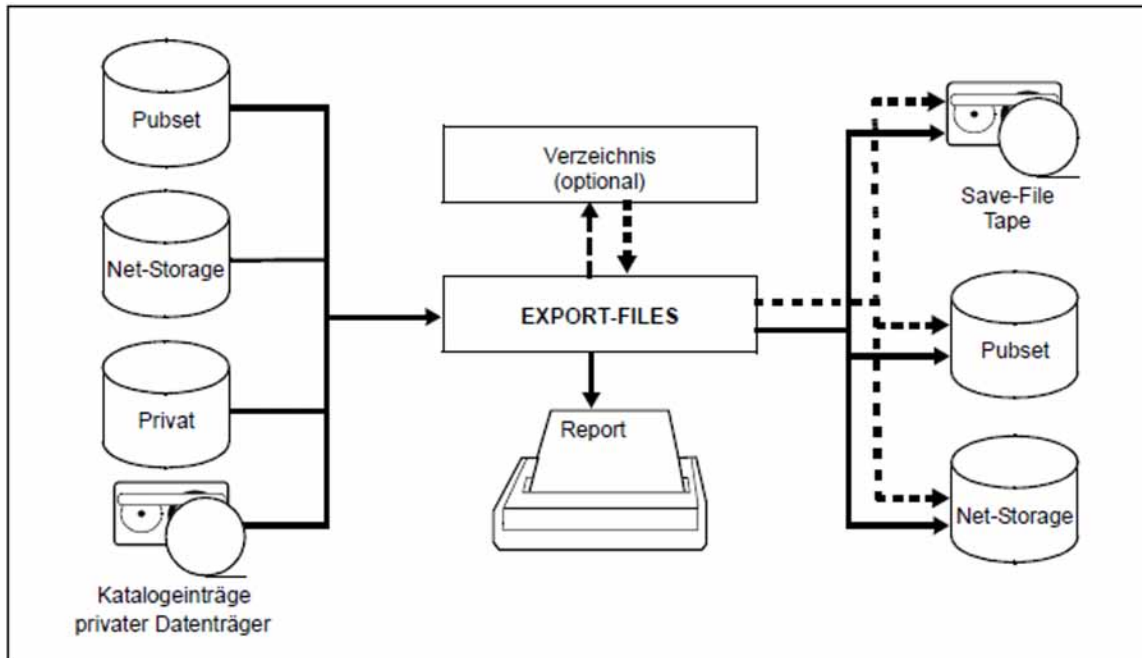 Pubset
Net-Storage
Privat
Katalogeinträge
privater Datenträger
Verzeichnis
(optional)
EXPORT-FILES
Report
Save-File
Tape
Pubset
Net-Storage